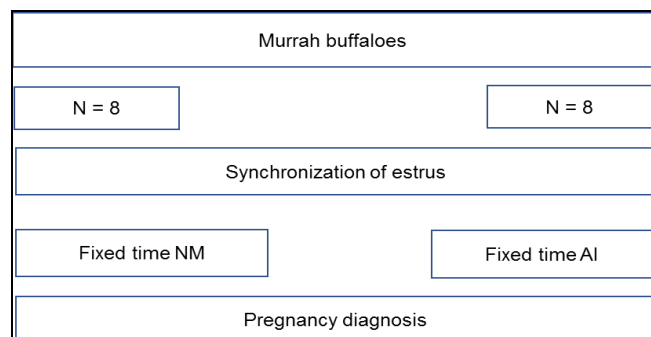 Murrah buffaloes
N = 8
N = 8
Synchronization of estrus
Fixed time NM
Fixed time AI
Pregnancy diagnosis